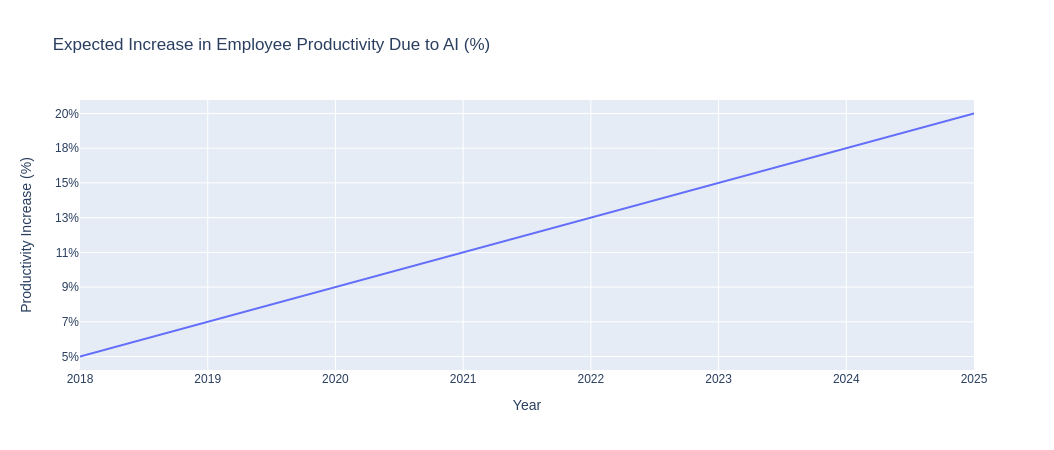 Expected Increase in Employee Productivity Due to AI (%)
20%
18%
15%
13%
11%
9%
7%
5%
Productivity Increase (%)
2018 2019 2020 2021 2022 2023 2024 2025
Year